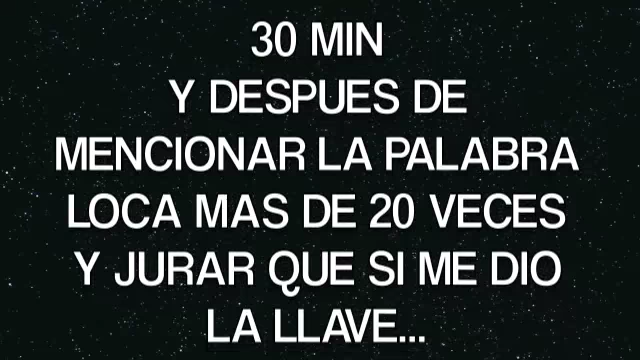 30 MIN
Y DESPUES DE
MENCIONAR LA PALABRA
LOCA MAS DE 20 VECES
Y JURAR QUE SI ME DIO
LA LLAVE...